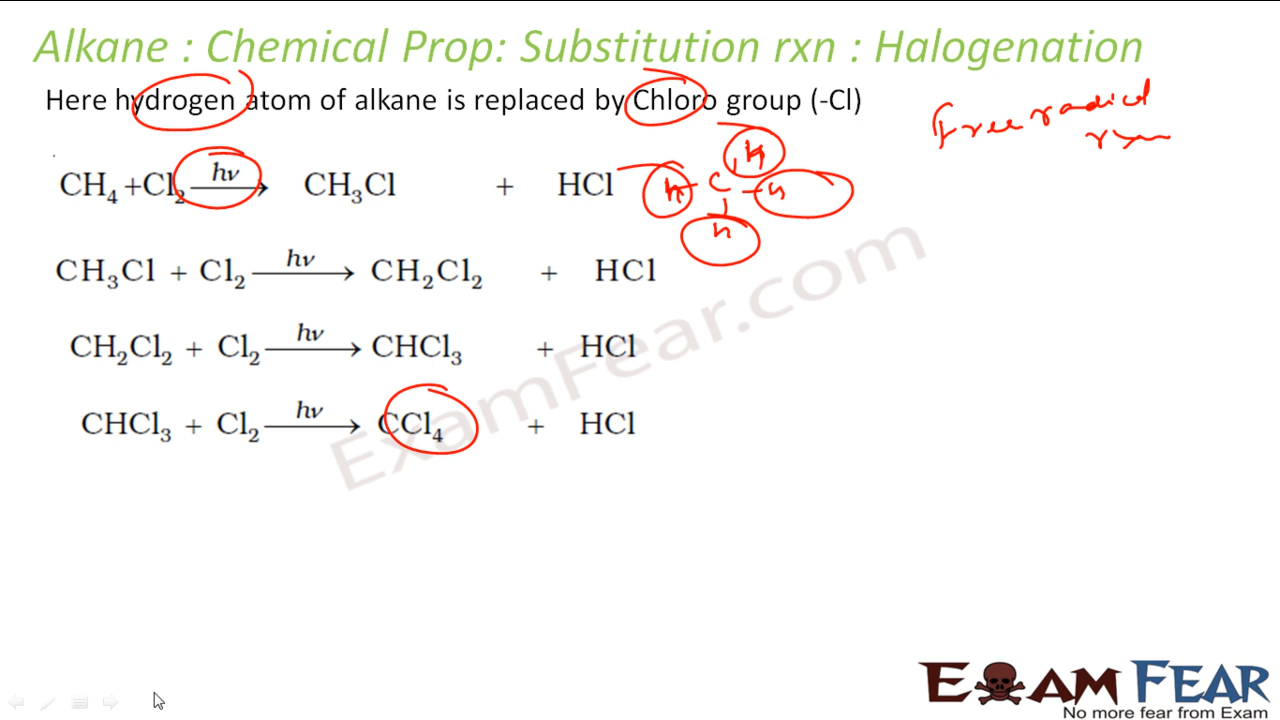 Alkane : Chemical Prop: Substitution rxn : Halogenation
Here hydrogen atom of alkane is replaced by Chloro group (-Cl)
Free radical
rxn
CH₄ +Cl₂ hν → CH₃Cl + HCl
H
H - C - H
H
CH₃Cl + Cl₂ hν → CH₂Cl₂ + HCl
CH₂Cl₂ + Cl₂ hν → CHCl₃ + HCl
CHCl₃ + Cl₂ hν → CCl₄ + HCl
ExamFear.com
EXAM FEAR
No more fear from Exam